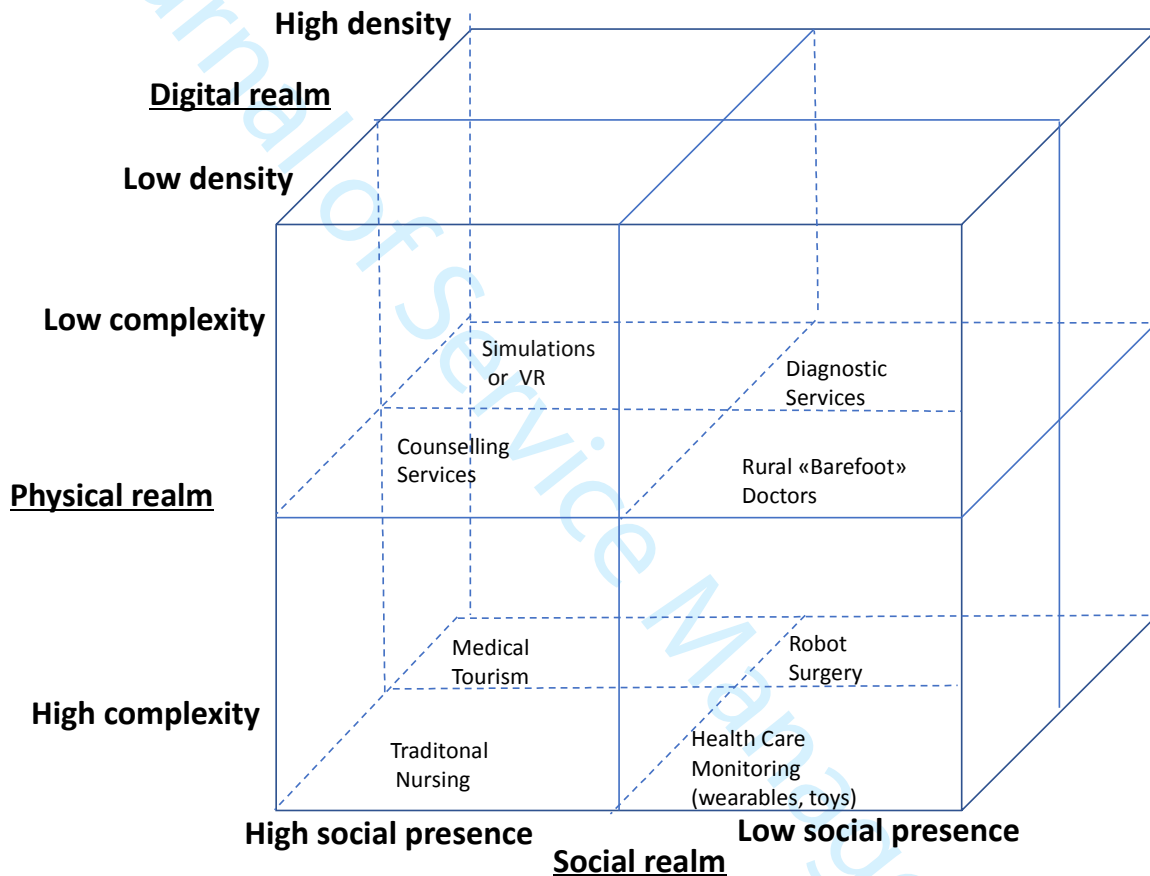 High density
Digital realm
Low density
Low complexity
Simulations
or VR
Diagnostic
Services
Counselling
Services
Rural «Barefoot»
Doctors
Physical realm
Medical
Tourism
Robot
Surgery
High complexity
Traditonal
Nursing
Health Care
Monitoring
(wearables, toys)
High social presence
Low social presence
Social realm
of Service